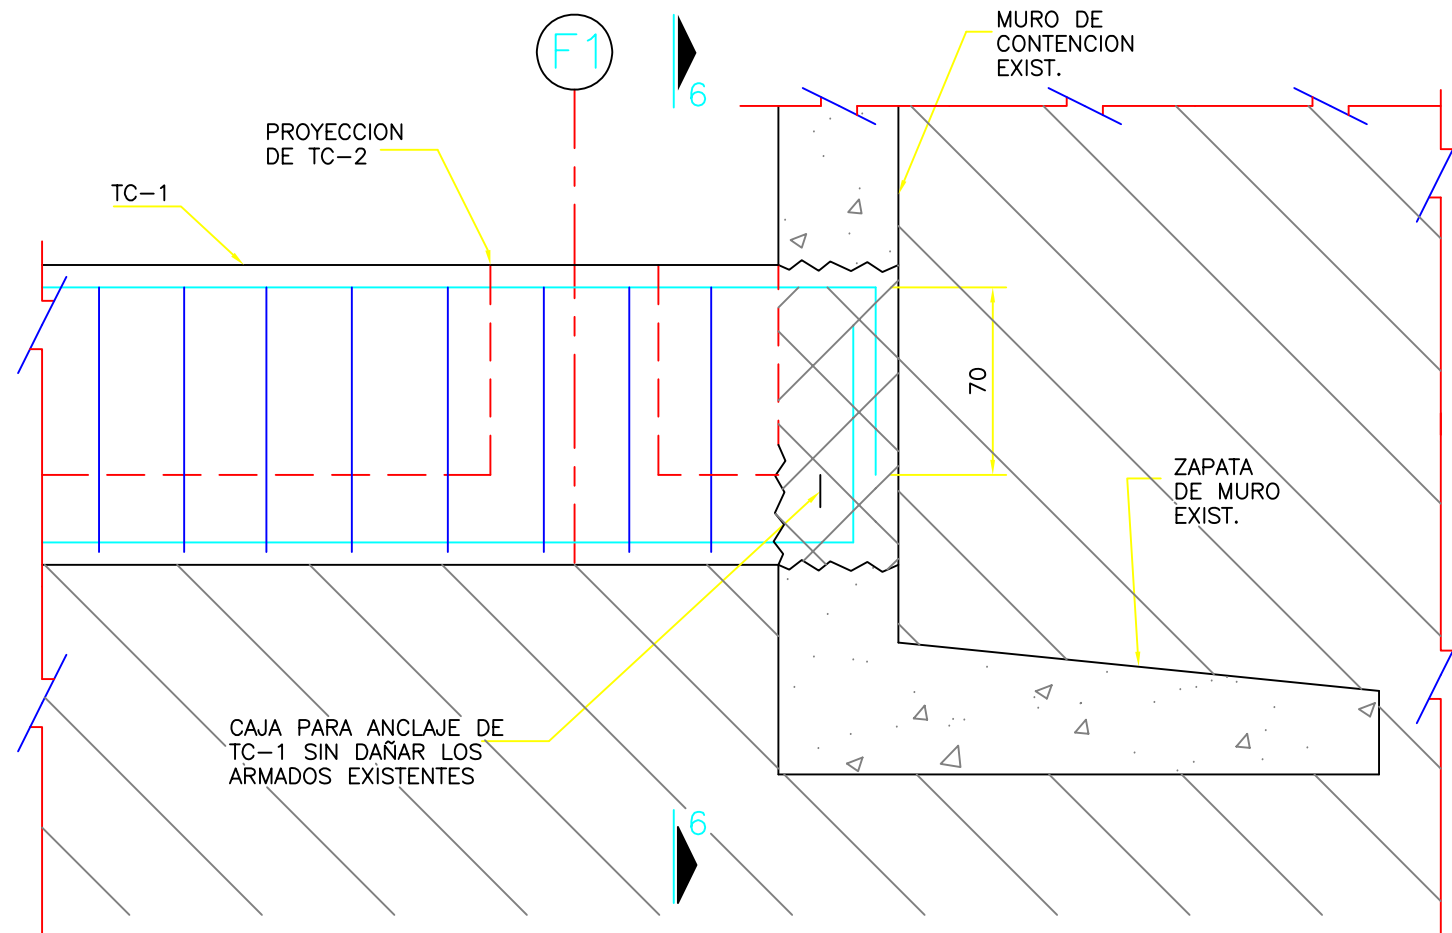 F1
6
MURO DE
CONTENCION
EXIST.
PROYECCION
DE TC-2
TC-1
70
ZAPATA
DE MURO
EXIST.
CAJA PARA ANCLAJE DE
TC-1 SIN DAÑAR LOS
ARMADOS EXISTENTES
6